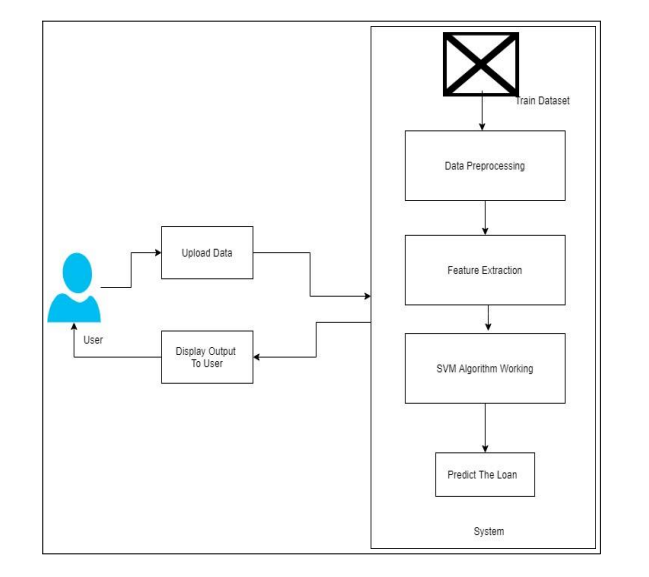 Train Dataset
Data Preprocessing
Upload Data
Feature Extraction
User
Display Output
To User
SVM Algorithm Working
Predict The Loan
System